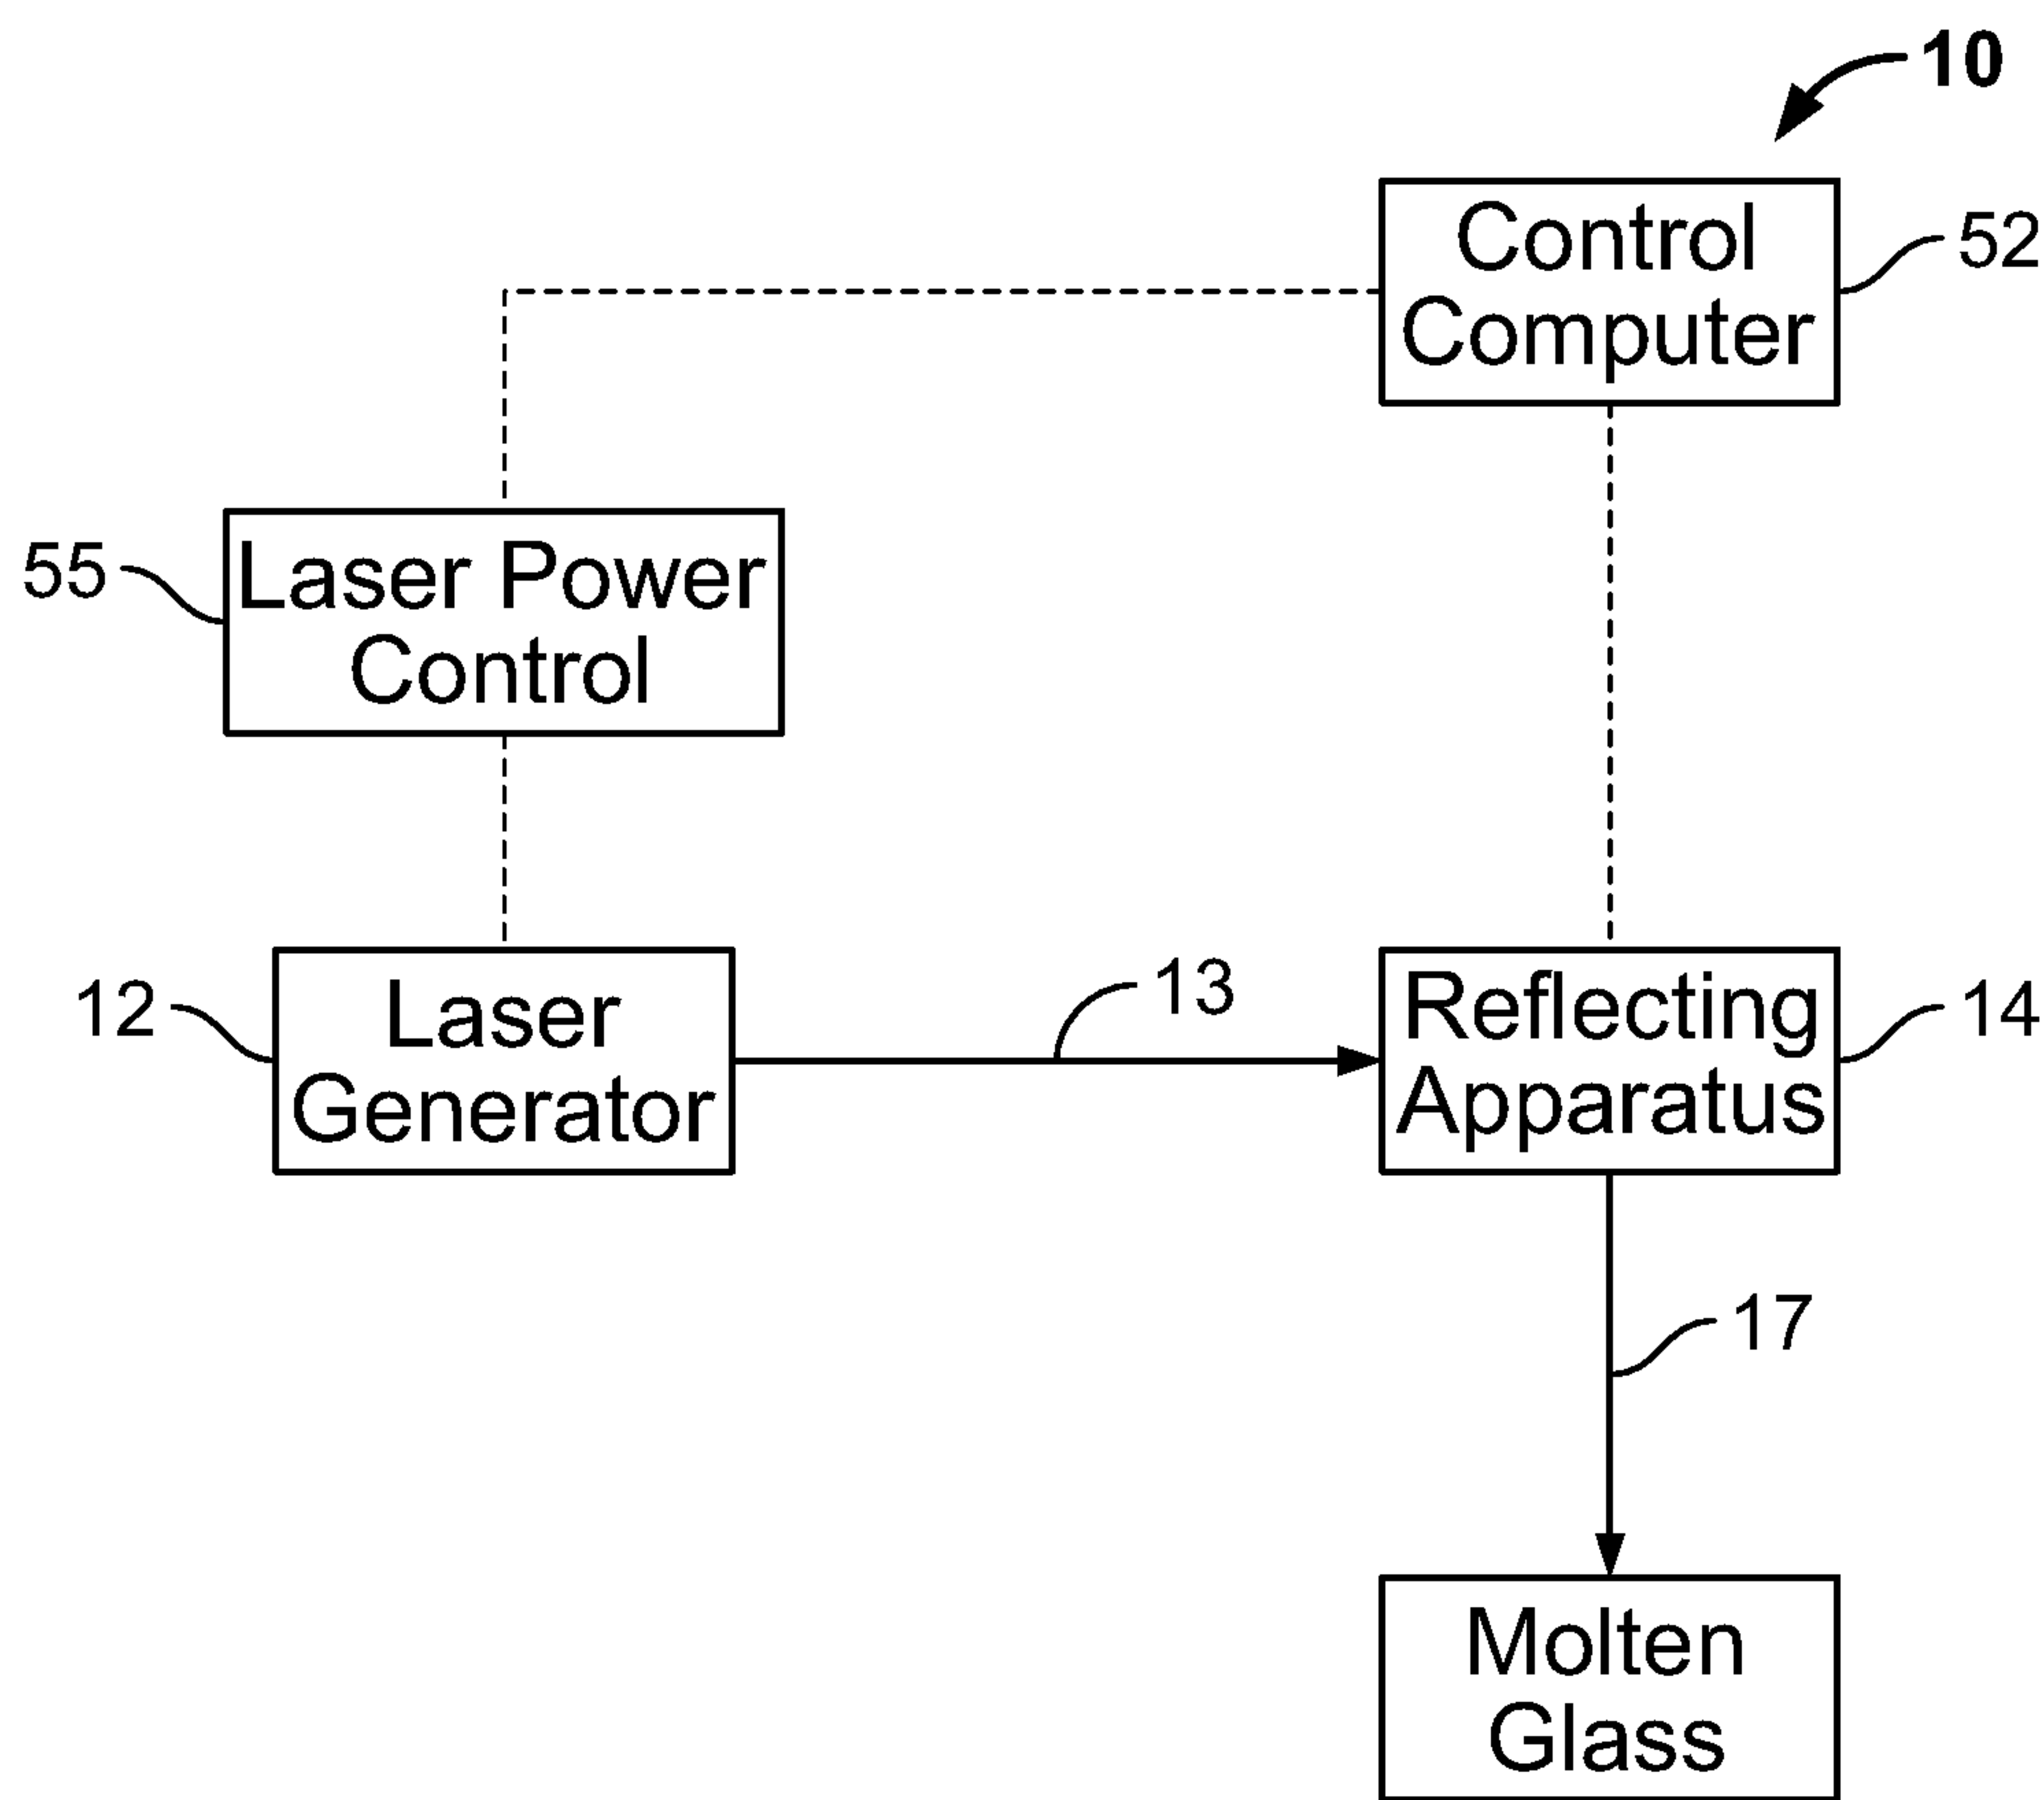 10
Control
Computer
52
55
Laser Power
Control
12
Laser
Generator
13
Reflecting
Apparatus
14
17
Molten
Glass